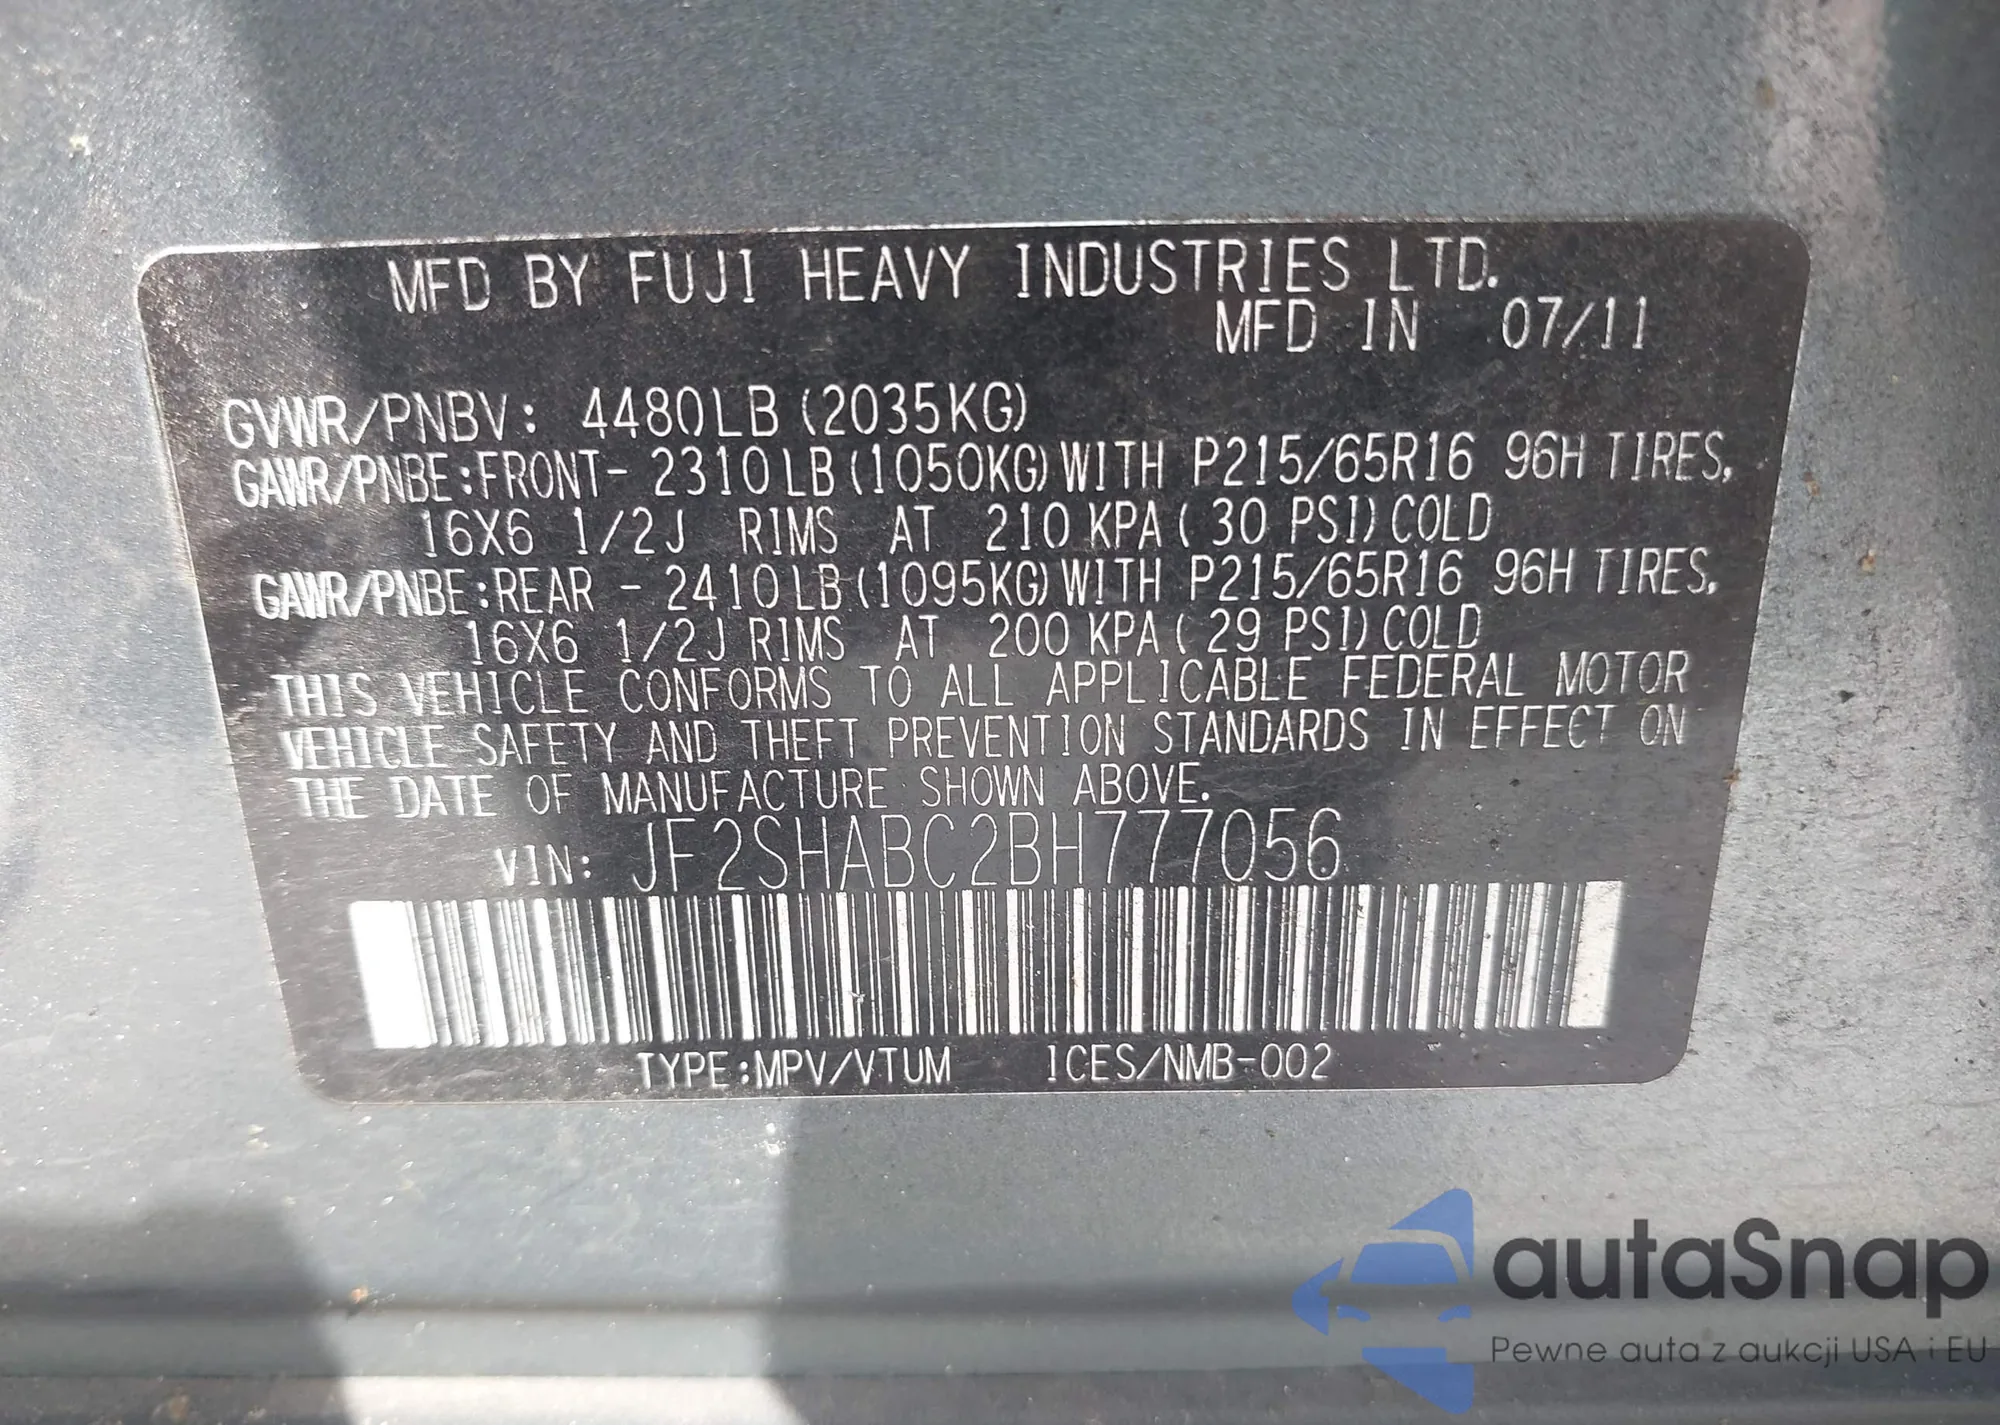 MFD BY FUJI HEAVY INDUSTRIES LTD.
MFD IN 07/11
GVWR/PNBV: 4480LB (2035KG)
GAWR/PNBE:FRONT- 2310LB (1050KG) WITH P215/65R16 96H TIRES,
16X6 1/2J RIMS AT 210 KPA ( 30 PSI) COLD
GAWR/PNBE:REAR - 2410LB (1095KG) WITH P215/65R16 96H TIRES,
16X6 1/2J RIMS AT 200 KPA ( 29 PSI) COLD
THIS VEHICLE CONFORMS TO ALL APPLICABLE FEDERAL MOTOR
VEHICLE SAFETY AND THEFT PREVENTION STANDARDS IN EFFECT ON
THE DATE OF MANUFACTURE SHOWN ABOVE.
VIN: JF2SHABC2BH777056
TYPE:MPV/VTUM ICES/NMB-002
autaSnap
Pewne auta z aukcji USA i EU